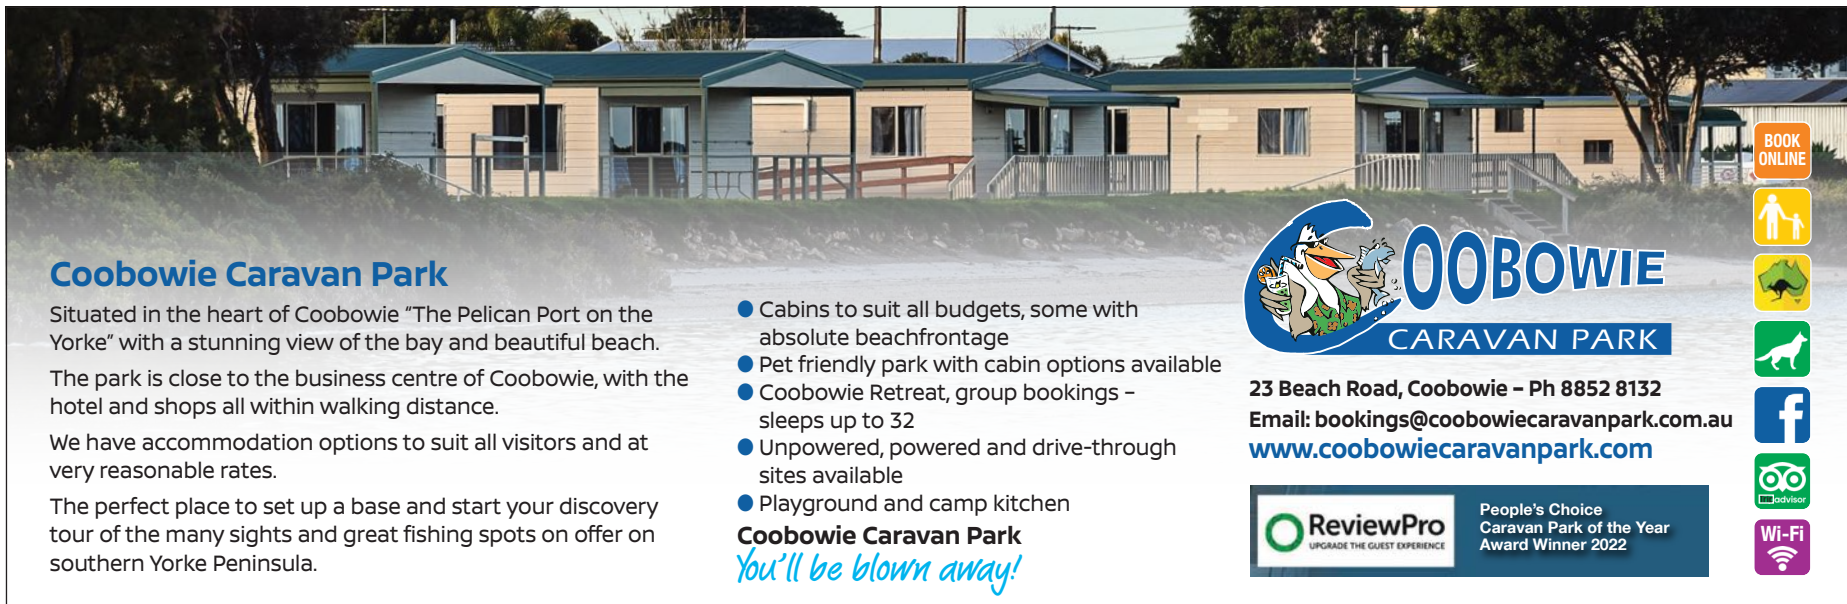 Coobowie Caravan Park
Situated in the heart of Coobowie “The Pelican Port on the
Yorke” with a stunning view of the bay and beautiful beach.
The park is close to the business centre of Coobowie, with the
hotel and shops all within walking distance.
We have accommodation options to suit all visitors and at
very reasonable rates.
The perfect place to set up a base and start your discovery
tour of the many sights and great fishing spots on offer on
southern Yorke Peninsula.
● Cabins to suit all budgets, some with
absolute beachfrontage
● Pet friendly park with cabin options available
● Coobowie Retreat, group bookings –
sleeps up to 32
● Unpowered, powered and drive-through
sites available
● Playground and camp kitchen
Coobowie Caravan Park
You’ll be blown away!
COOBOWIE
CARAVAN PARK
23 Beach Road, Coobowie – Ph 8852 8132
Email: bookings@coobowiecaravanpark.com.au
www.coobowiecaravanpark.com
ReviewPro
UPGRADE THE GUEST EXPERIENCE
People’s Choice
Caravan Park of the Year
Award Winner 2022
BOOK
ONLINE
f
advisor
Wi-Fi